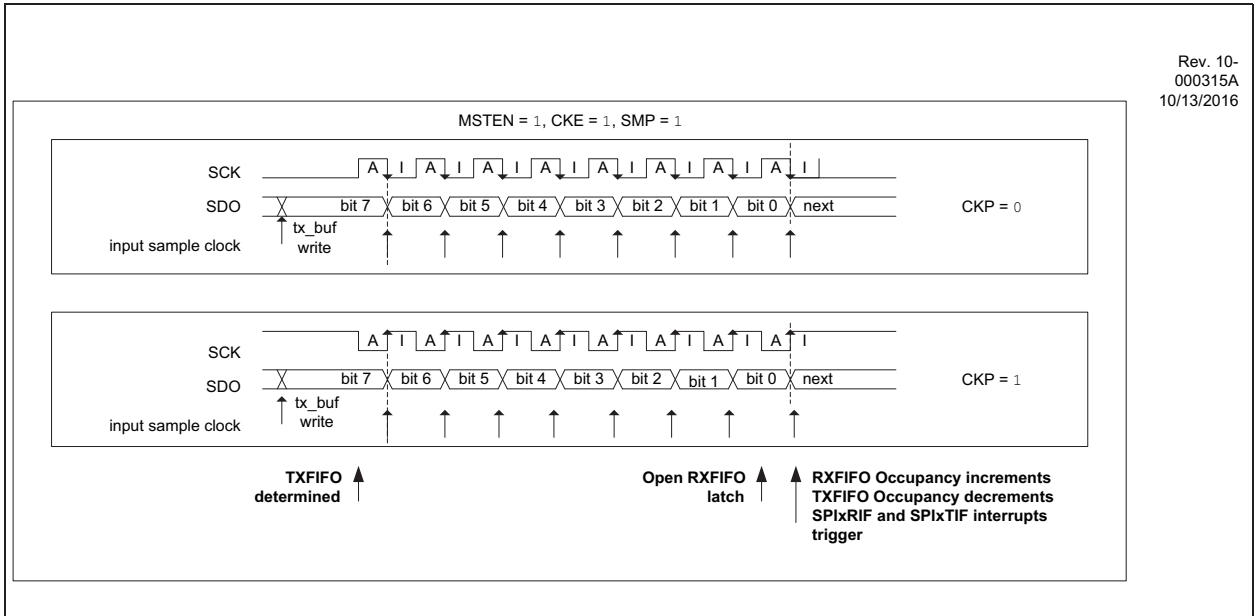 Rev. 10-
000315A
10/13/2016
MSTEN = 1, CKE = 1, SMP = 1
SCK A I A I A I A I A I A I A I A I
SDO bit 7 bit 6 bit 5 bit 4 bit 3 bit 2 bit 1 bit 0 next CKP = 0
tx_buf
write
input sample clock
SCK A I A I A I A I A I A I A I A I
SDO bit 7 bit 6 bit 5 bit 4 bit 3 bit 2 bit 1 bit 0 next CKP = 1
tx_buf
write
input sample clock
TXFIFO
determined
Open RXFIFO
latch
RXFIFO Occupancy increments
TXFIFO Occupancy decrements
SPIxRIF and SPIxTIF interrupts
trigger